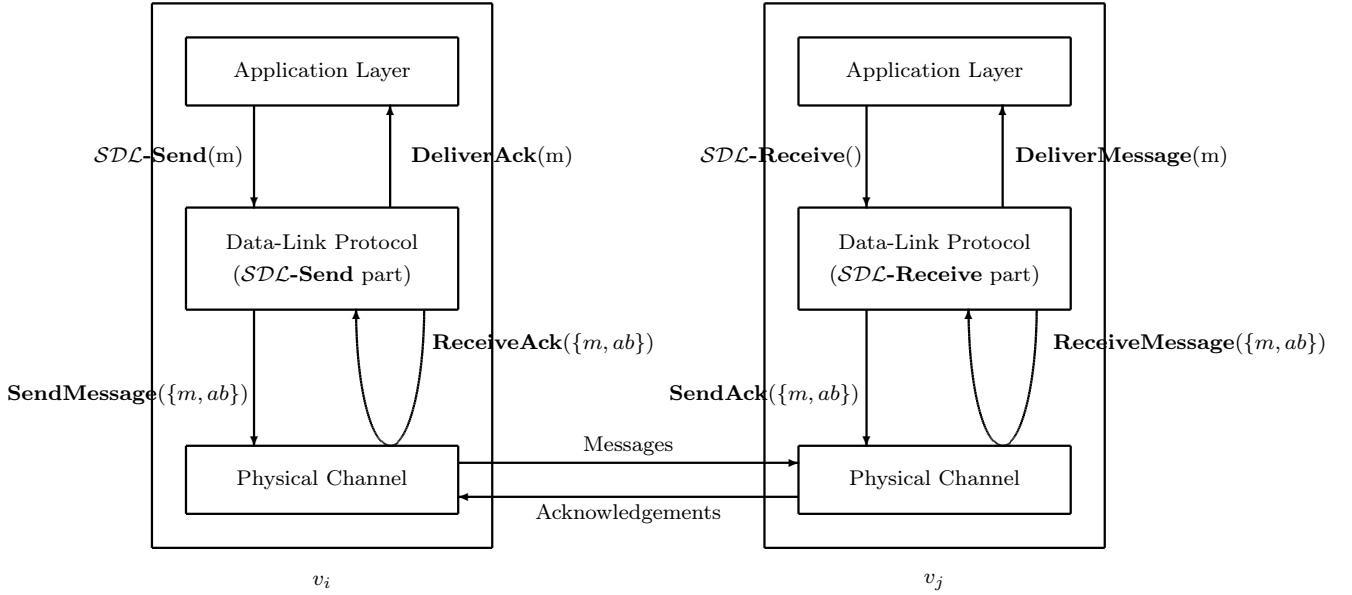 Application Layer
Application Layer
𝒮𝒟ℒ-Send(m)
DeliverAck(m)
𝒮𝒟ℒ-Receive()
DeliverMessage(m)
Data-Link Protocol
(𝒮𝒟ℒ-Send part)
Data-Link Protocol
(𝒮𝒟ℒ-Receive part)
ReceiveAck({m, ab})
ReceiveMessage({m, ab})
SendMessage({m, ab})
SendAck({m, ab})
Messages
Physical Channel
Physical Channel
Acknowledgements
v_i
v_j